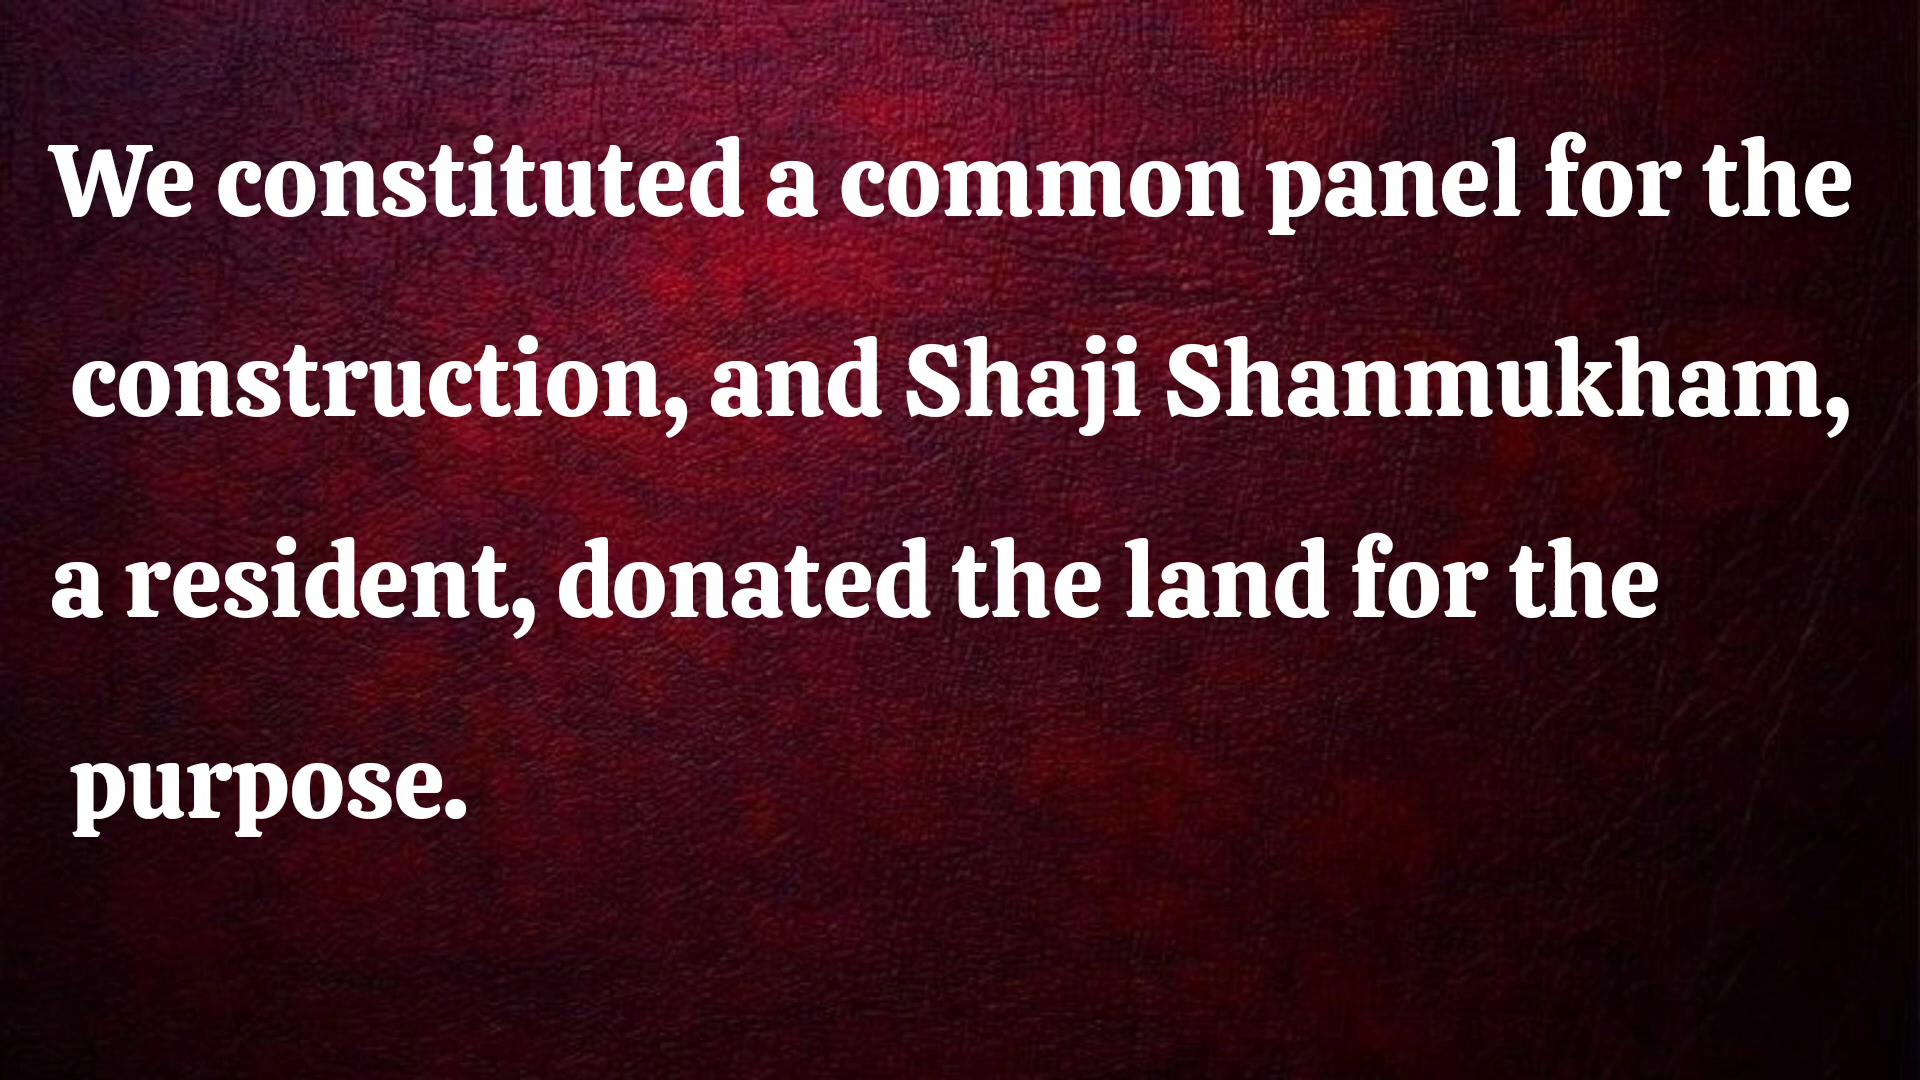 We constituted a common panel for the
construction, and Shaji Shanmukham,
a resident, donated the land for the
purpose.